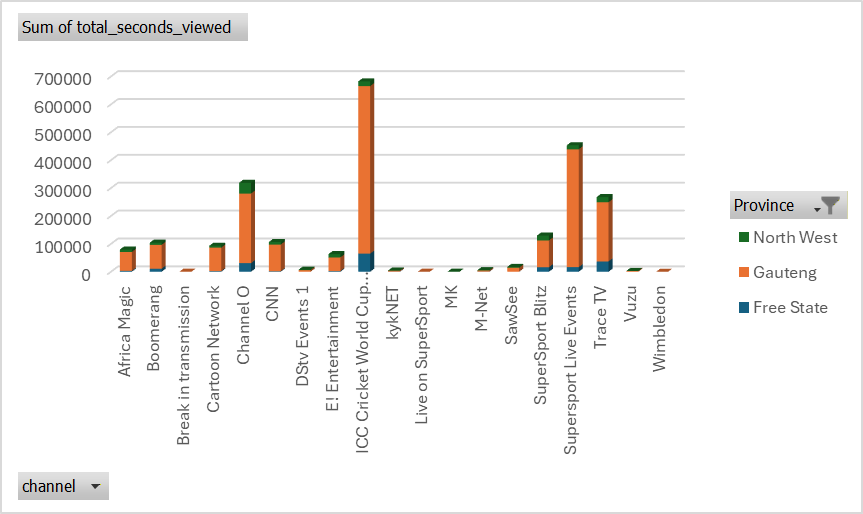 Sum of total_seconds_viewed
700000
600000
500000
400000
300000
200000
100000
0
Africa Magic
Boomerang
Break in transmission
Cartoon Network
Channel O
CNN
DStv Events 1
E! Entertainment
ICC Cricket World Cup...
kykNET
Live on SuperSport
MK
M-Net
SawSee
SuperSport Blitz
Supersport Live Events
Trace TV
Vuzu
Wimbledon
Province
North West
Gauteng
Free State
channel